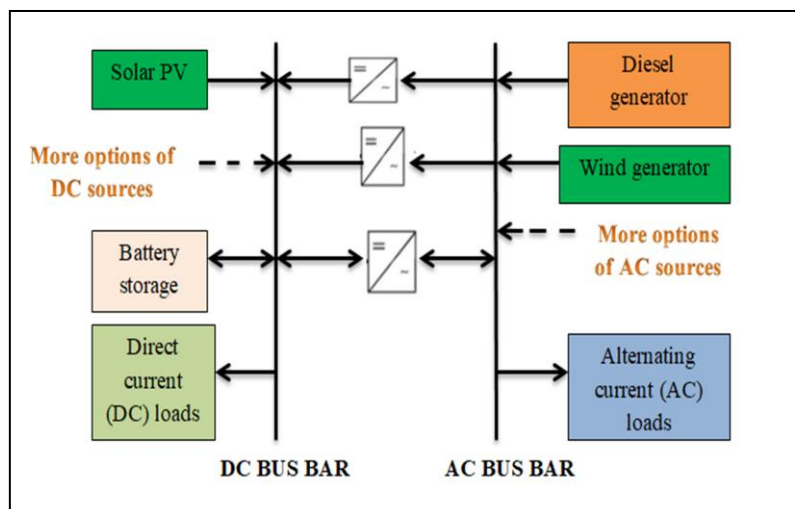 Solar PV
Diesel
generator
More options of
DC sources
Wind generator
More options
of AC sources
Battery
storage
Direct
current
(DC) loads
Alternating
current (AC)
loads
DC BUS BAR
AC BUS BAR
=
~
=
~
=
~